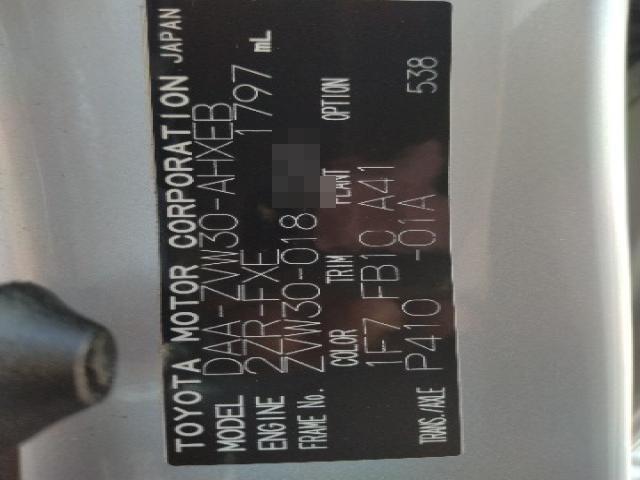 TOYOTA MOTOR CORPORATION JAPAN
MODEL DAA-ZVW30-AHXEB
ENGINE 2ZR-FXE 1797 mL
FRAME No. ZVW30-018
COLOR TRIM PLANT OPTION
1F7 FB10 A41
TRANS./AXLE P410 -01A 538